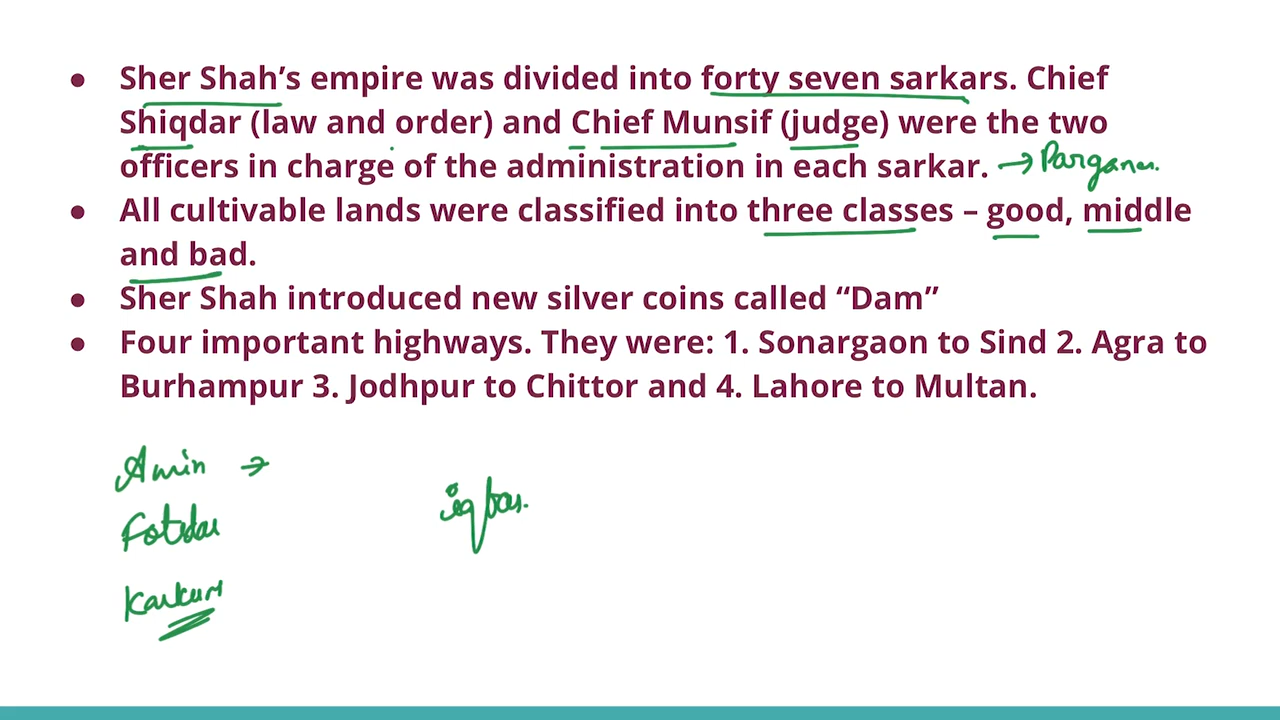 ● Sher Shah's empire was divided into forty seven sarkars. Chief
Shiqdar (law and order) and Chief Munsif (judge) were the two
officers in charge of the administration in each sarkar. → Parganas.
● All cultivable lands were classified into three classes – good, middle
and bad.
● Sher Shah introduced new silver coins called “Dam”
● Four important highways. They were: 1. Sonargaon to Sind 2. Agra to
Burhampur 3. Jodhpur to Chittor and 4. Lahore to Multan.
Amin →
Fotdar